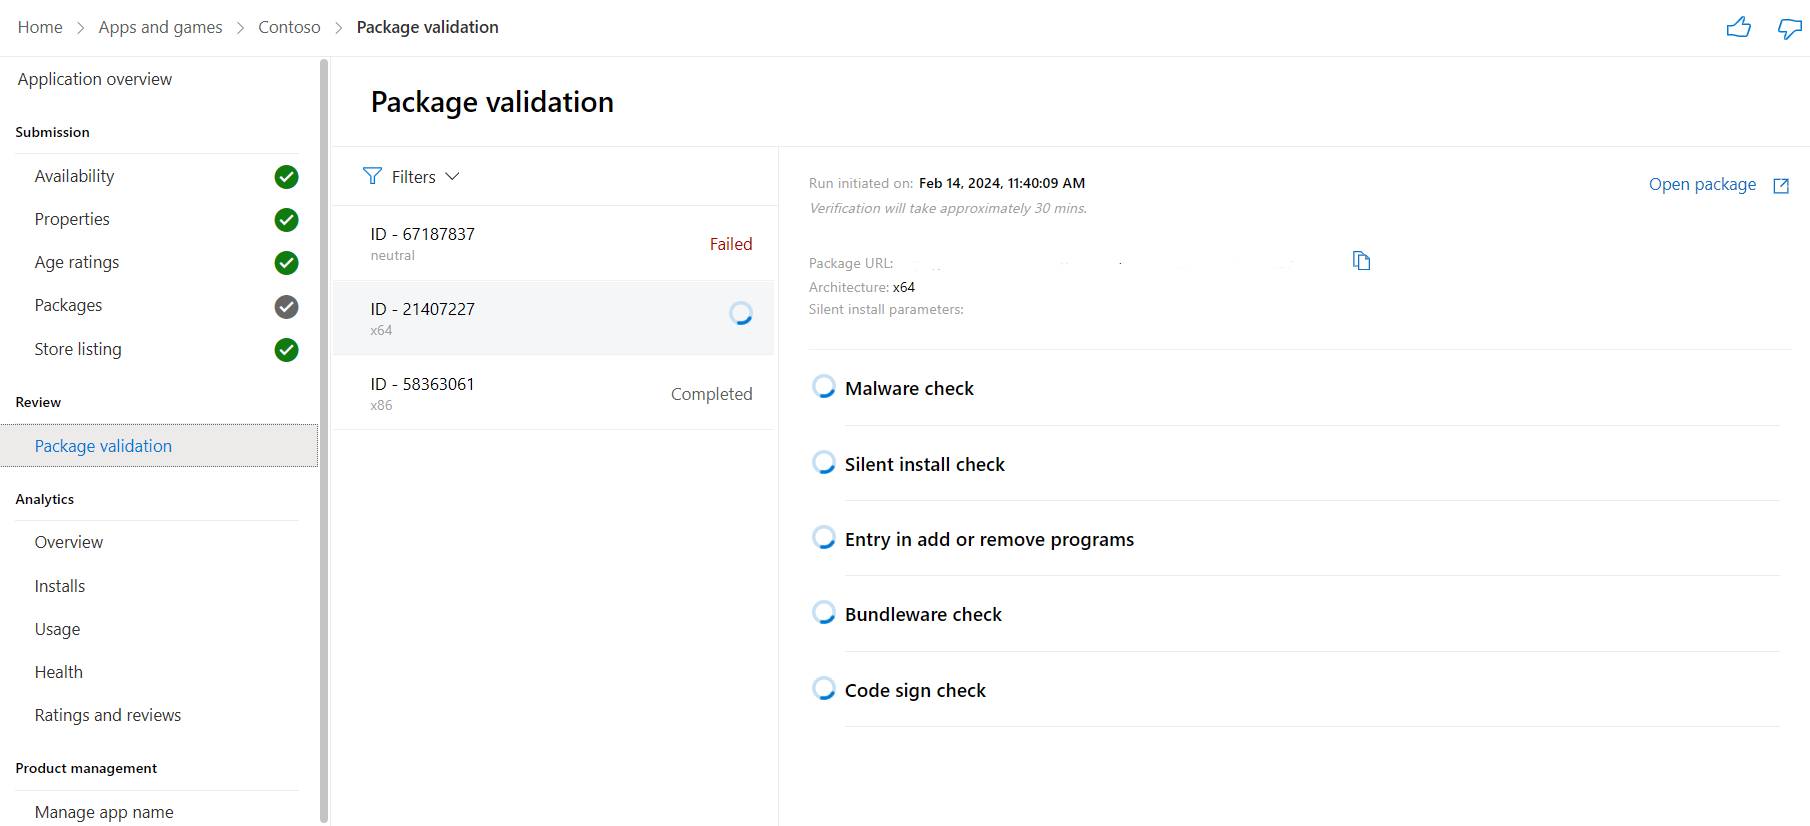 Home > Apps and games > Contoso > Package validation
Application overview
Submission
Availability
Properties
Age ratings
Packages
Store listing
Review
Package validation
Analytics
Overview
Installs
Usage
Health
Ratings and reviews
Product management
Manage app name
Package validation
Filters
ID - 67187837
neutral
Failed
ID - 21407227
x64
ID - 58363061
x86
Completed
Run initiated on: Feb 14, 2024, 11:40:09 AM
Verification will take approximately 30 mins.
Open package
Package URL:
Architecture: x64
Silent install parameters:
Malware check
Silent install check
Entry in add or remove programs
Bundleware check
Code sign check